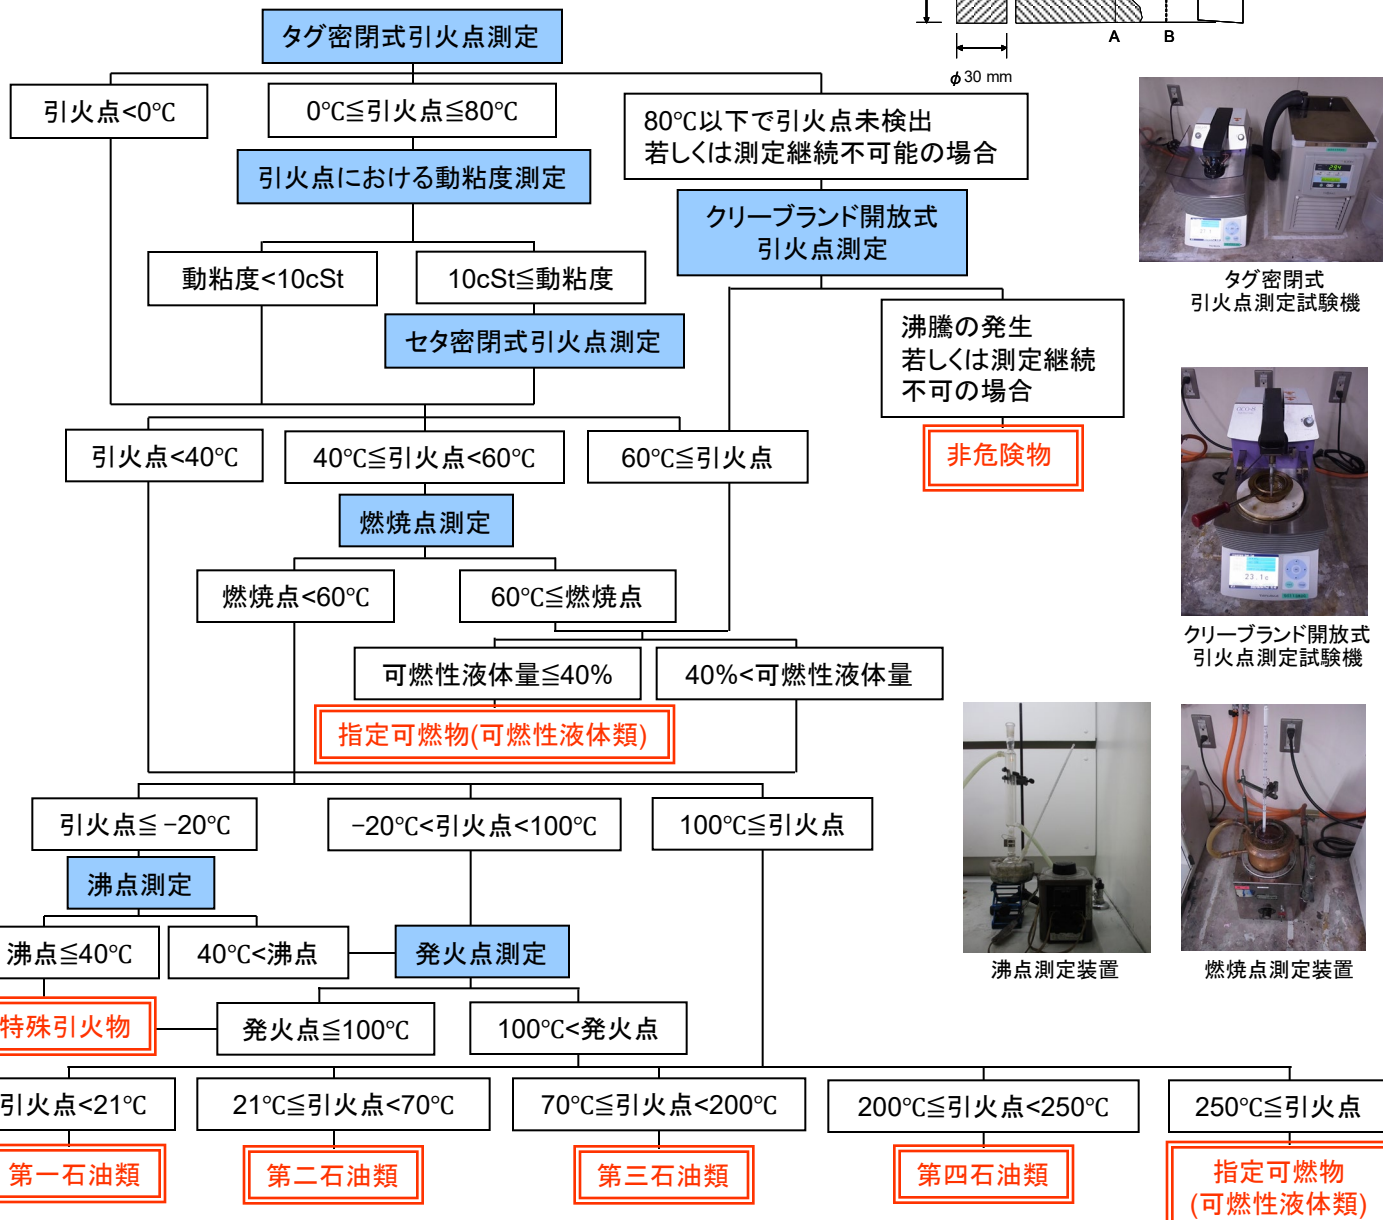 A B
φ30 mm
タグ密閉式引火点測定
引火点<0℃
0℃≦引火点≦80℃
80℃以下で引火点未検出
若しくは測定継続不可能の場合
引火点における動粘度測定
クリーブランド開放式
引火点測定
動粘度<10cSt
10cSt≦動粘度
セタ密閉式引火点測定
沸騰の発生
若しくは測定継続
不可の場合
非危険物
引火点<40℃
40℃≦引火点<60℃
60℃≦引火点
燃焼点測定
燃焼点<60℃
60℃≦燃焼点
可燃性液体量≦40%
40%<可燃性液体量
指定可燃物(可燃性液体類)
引火点≦-20℃
-20℃<引火点<100℃
100℃≦引火点
沸点測定
沸点≦40℃
40℃<沸点
発火点測定
特殊引火物
発火点≦100℃
100℃<発火点
引火点<21℃
21℃≦引火点<70℃
70℃≦引火点<200℃
200℃≦引火点<250℃
250℃≦引火点
第一石油類
第二石油類
第三石油類
第四石油類
指定可燃物
(可燃性液体類)
タグ密閉式
引火点測定試験機
クリーブランド開放式
引火点測定試験機
23.1
沸点測定装置
燃焼点測定装置